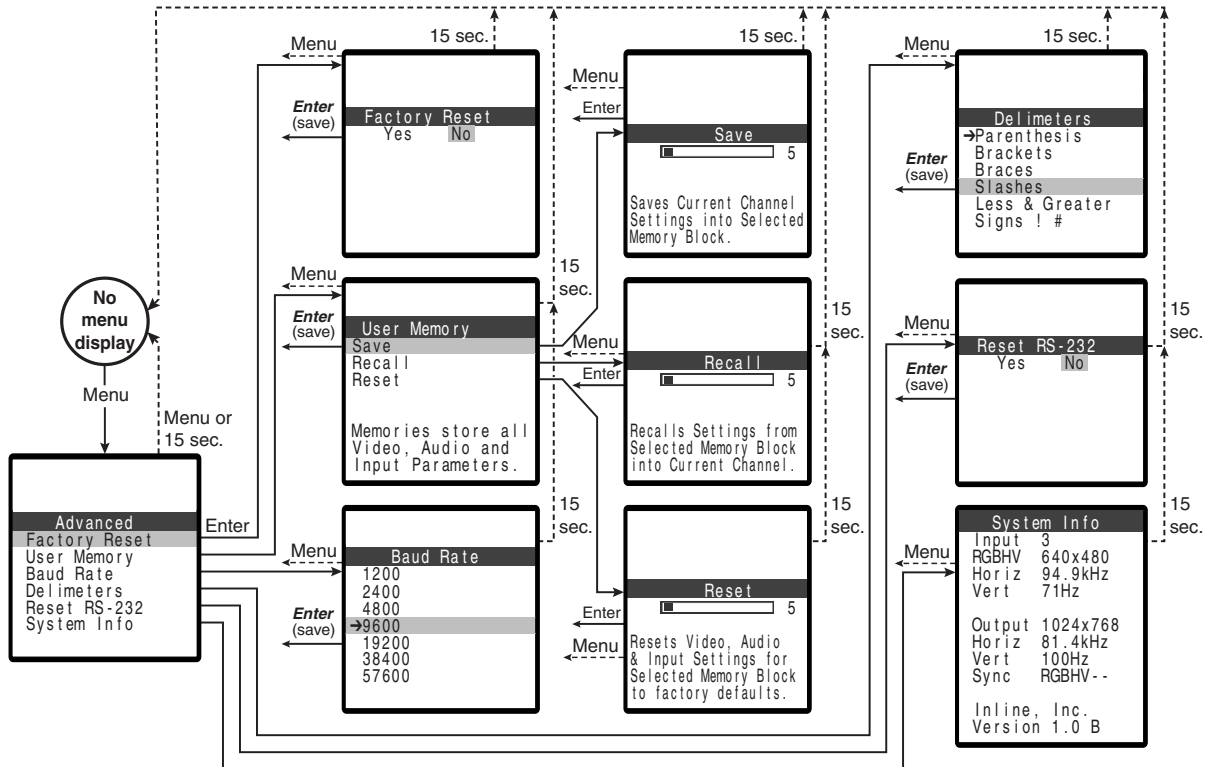 15 sec.
15 sec.
15 sec.
Menu
Enter
(save)
Factory Reset
Yes No
Menu
Enter
Save
5
Saves Current Channel
Settings into Selected
Memory Block.
Menu
Enter
(save)
Delimeters
➔Parenthesis
Brackets
Braces
Slashes
Less & Greater
Signs ! #
No
menu
display
Menu
Menu or
15 sec.
Menu
Enter
(save)
User Memory
Save
Recall
Reset
Memories store all
Video, Audio and
Input Parameters.
15
sec.
Menu
Enter
Recall
5
Recalls Settings from
Selected Memory Block
into Current Channel.
15
sec.
Menu
Enter
(save)
Reset RS-232
Yes No
15
sec.
Advanced
Factory Reset
User Memory
Baud Rate
Delimeters
Reset RS-232
System Info
Enter
Menu
Enter
(save)
Baud Rate
1200
2400
4800
➔9600
19200
38400
57600
15
sec.
Enter
Menu
Reset
5
Resets Video, Audio
& Input Settings for
Selected Memory Block
to factory defaults.
15
sec.
Menu
System Info
Input 3
RGBHV 640x480
Horiz 94.9kHz
Vert 71Hz
Output 1024x768
Horiz 81.4kHz
Vert 100Hz
Sync RGBHV--
Inline, Inc.
Version 1.0 B
15
sec.